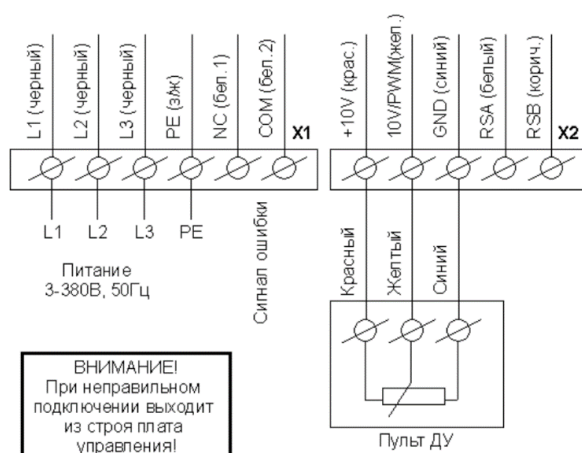 L1 (черный)
L2 (черный)
L3 (черный)
PE (з/ж)
NC (бел. 1)
COM (бел.2)
X1
+10V (крас.)
10V/PWM(жел.)
GND (синий)
RSA (белый)
RSB (корич.)
X2
L1
L2
L3
PE
Питание
3-380В, 50Гц
Сигнал ошибки
Красный
Желтый
Синий
ВНИМАНИЕ!
При неправильном
подключении выходит
из строя плата
управления!
Пульт ДУ